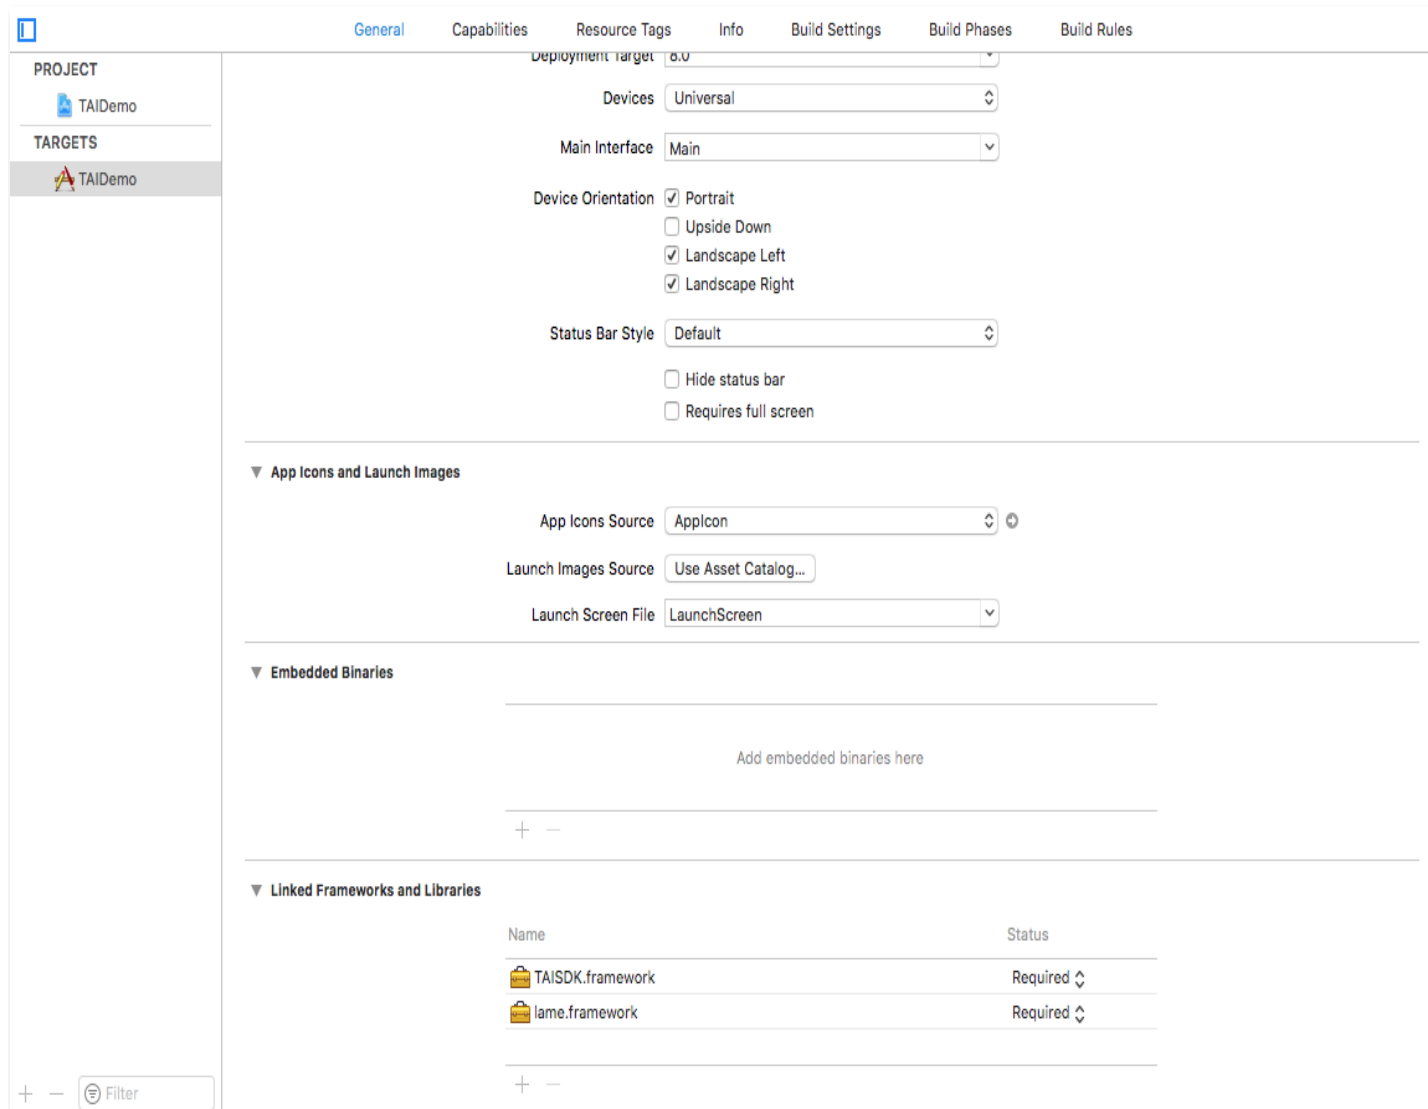 General Capabilities Resource Tags Info Build Settings Build Phases Build Rules
PROJECT
TAIDemo
TARGETS
TAIDemo
Deployment Target 8.0
Devices Universal
Main Interface Main
Device Orientation Portrait
Upside Down
Landscape Left
Landscape Right
Status Bar Style Default
Hide status bar
Requires full screen
App Icons and Launch Images
App Icons Source AppIcon
Launch Images Source Use Asset Catalog...
Launch Screen File LaunchScreen
Embedded Binaries
Add embedded binaries here
Linked Frameworks and Libraries
Name Status
TAISDK.framework Required
lame.framework Required
Filter